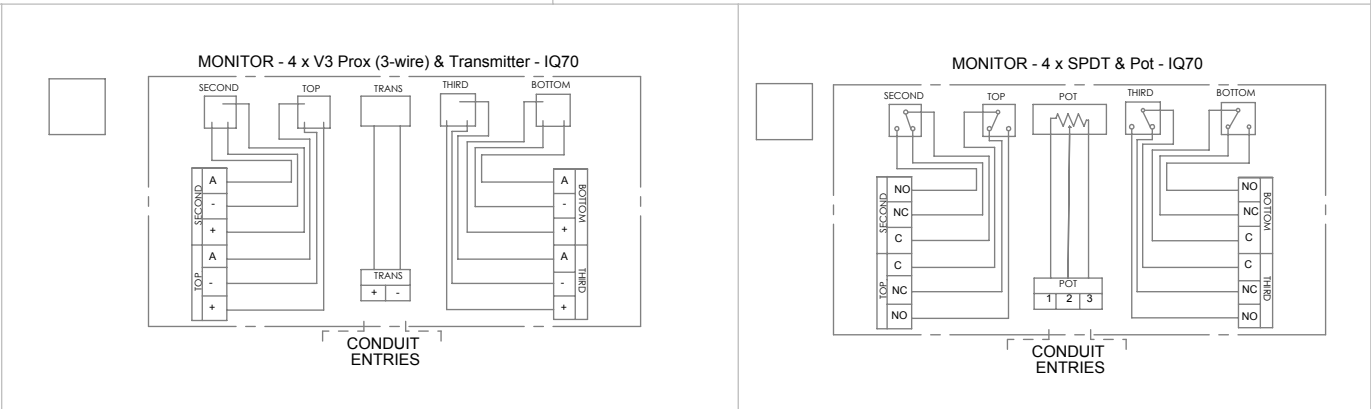 MONITOR - 4 x V3 Prox (3-wire) & Transmitter - IQ70
SECOND
TOP
TRANS
THIRD
BOTTOM
SECOND
A
-
+
TOP
A
-
+
TRANS
+ -
BOTTOM
A
-
+
THIRD
A
-
+
CONDUIT
ENTRIES
MONITOR - 4 x SPDT & Pot - IQ70
SECOND
TOP
POT
THIRD
BOTTOM
SECOND
NO
NC
C
TOP
C
NC
NO
POT
1 2 3
BOTTOM
NO
NC
C
THIRD
C
NC
NO
CONDUIT
ENTRIES